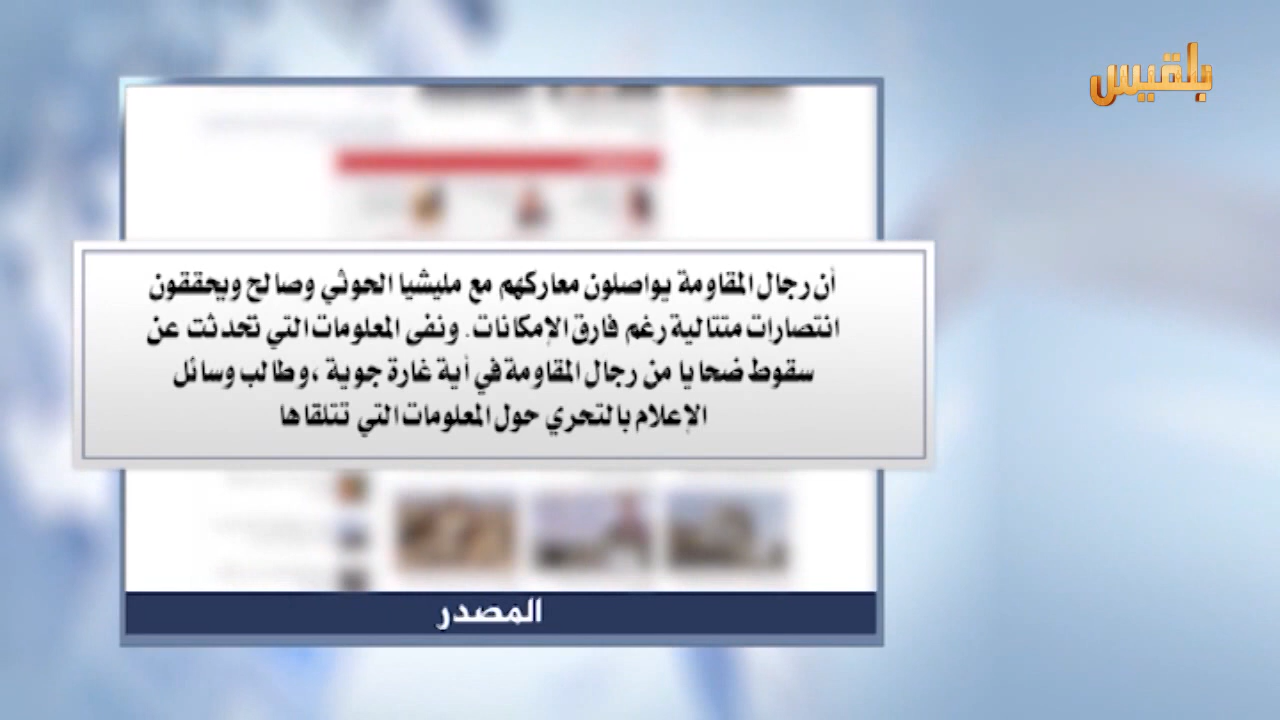 بلقيس
أن رجال المقاومة يواصلون معاركهم مع مليشيا الحوثي وصالح ويحققون
انتصارات متتالية رغم فارق الإمكانات. ونفى المعلومات التي تحدثت عن
سقوط ضحايا من رجال المقاومة في أية غارة جوية ،وطالب وسائل
الإعلام بالتحري حول المعلومات التي تتلقاها
المصدر